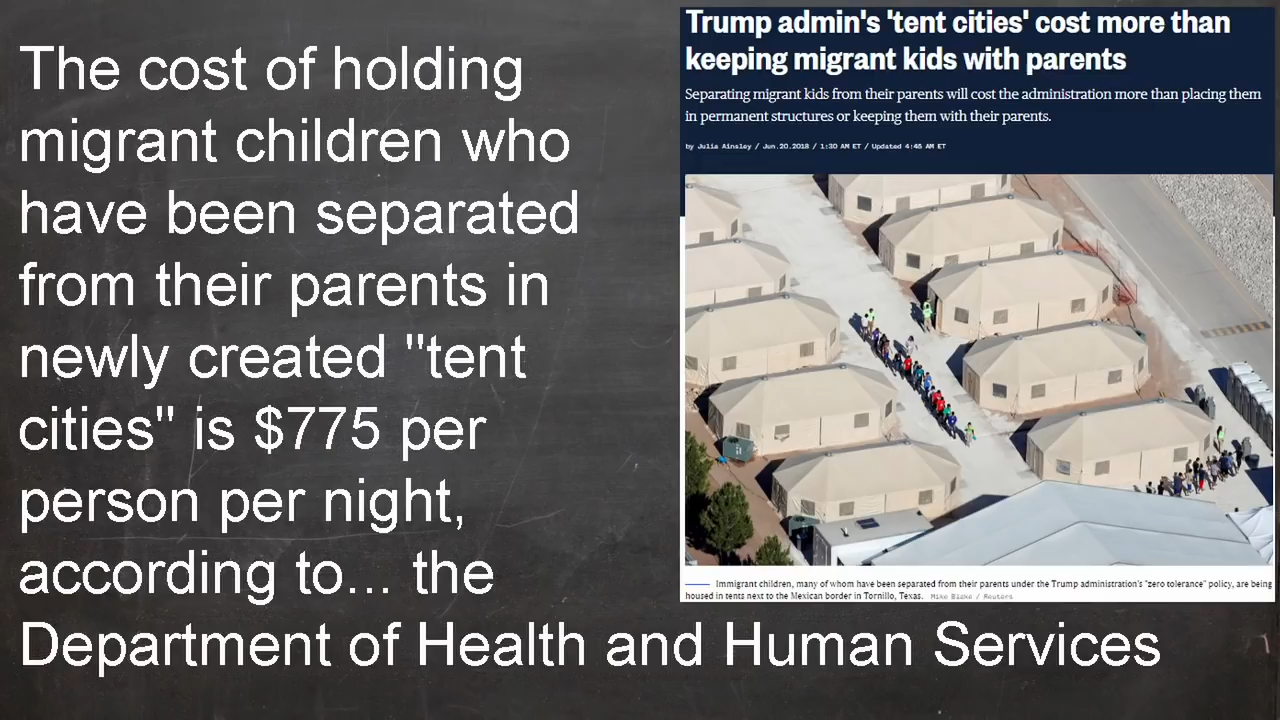 The cost of holding
migrant children who
have been separated
from their parents in
newly created "tent
cities" is $775 per
person per night,
according to... the
Department of Health and Human Services
Trump admin's 'tent cities' cost more than
keeping migrant kids with parents
Separating migrant kids from their parents will cost the administration more than placing them
in permanent structures or keeping them with their parents.
by Julia Ainsley / Jun.20.2018 / 1:30 AM ET / Updated 4:45 AM ET
Immigrant children, many of whom have been separated from their parents under the Trump administration's "zero tolerance" policy, are being
housed in tents next to the Mexican border in Tornillo, Texas. Mike Blake / Reuters